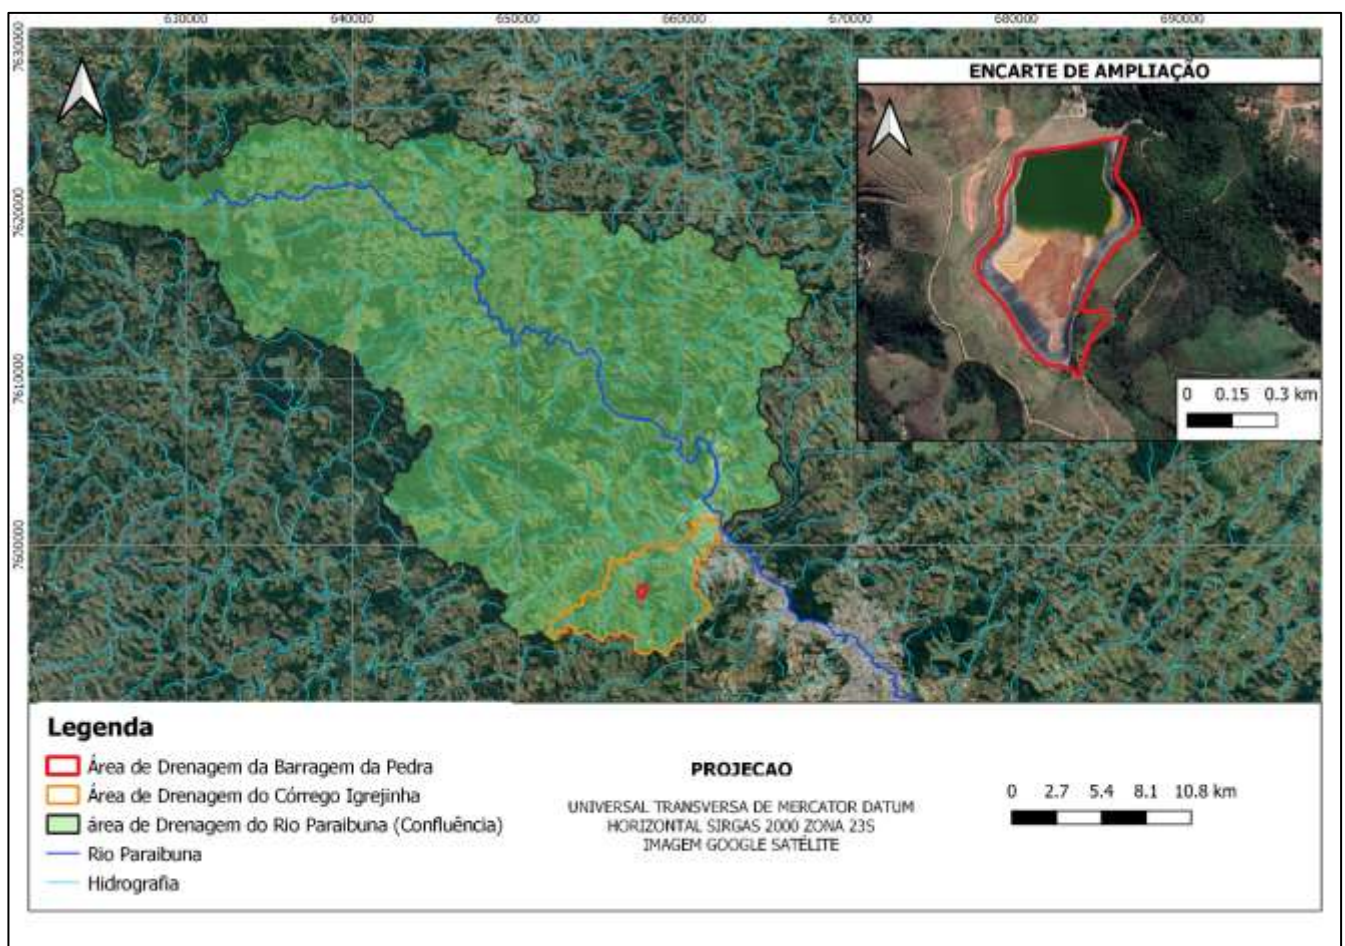 630000 640000 650000 660000 670000 680000 690000
7630000
7620000
7610000
7600000
ENCARTE DE AMPLIAÇÃO
0 0.15 0.3 km
Legenda
Área de Drenagem da Barragem da Pedra
Área de Drenagem do Córrego Igrejinha
área de Drenagem do Rio Paraibuna (Confluência)
Rio Paraibuna
Hidrografia
PROJECAO
UNIVERSAL TRANSVERSA DE MERCATOR DATUM
HORIZONTAL SIRGAS 2000 ZONA 23S
IMAGEM GOOGLE SATÉLITE
0 2.7 5.4 8.1 10.8 km